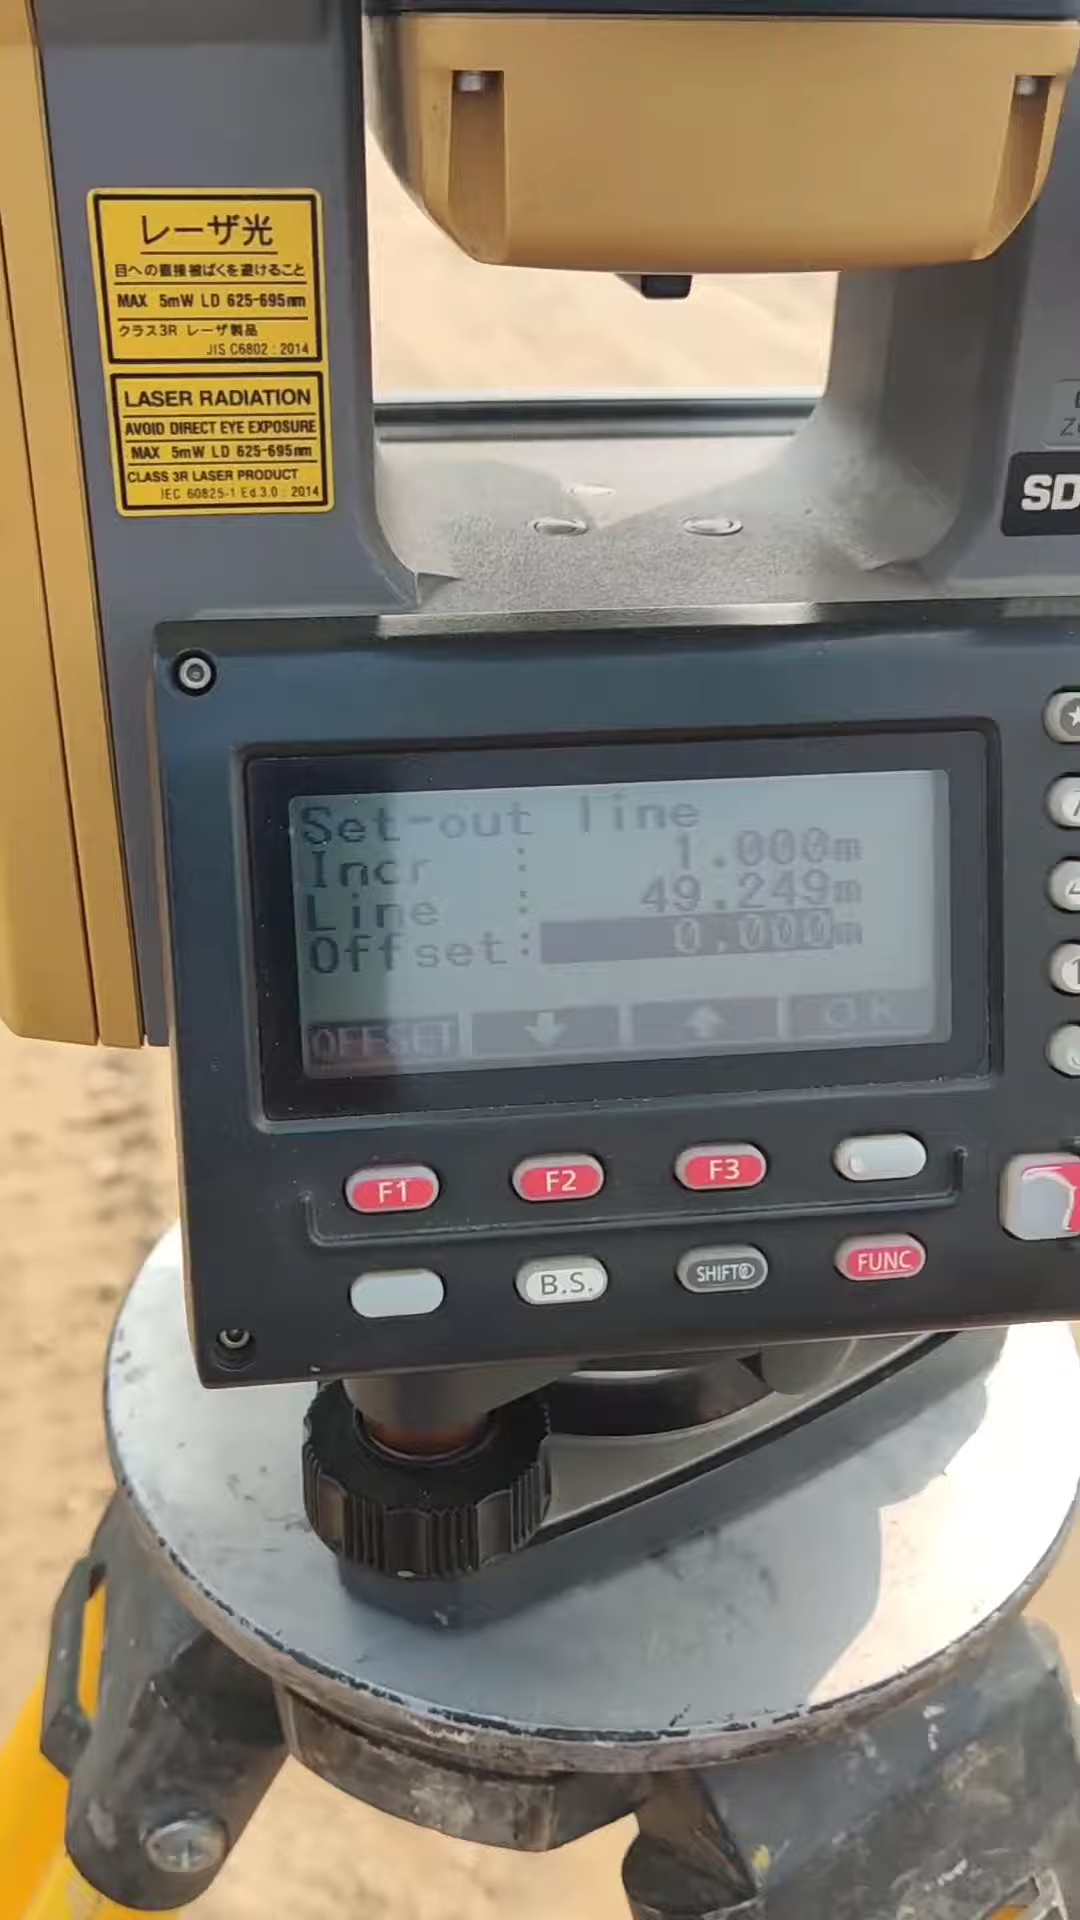 レーザ光
目への直接被ばくを避けること
MAX 5mW LD 625-695nm
クラス3R レーザ製品
JIS C6802 : 2014
LASER RADIATION
AVOID DIRECT EYE EXPOSURE
MAX 5mW LD 625-695nm
CLASS 3R LASER PRODUCT
IEC 60825-1 Ed.3.0 : 2014
SD
Set-out line
Incr : 1.000m
Line : 49.249m
Offset: 0.000m
OFFSET OK
F1 F2 F3
B.S. SHIFT FUNC